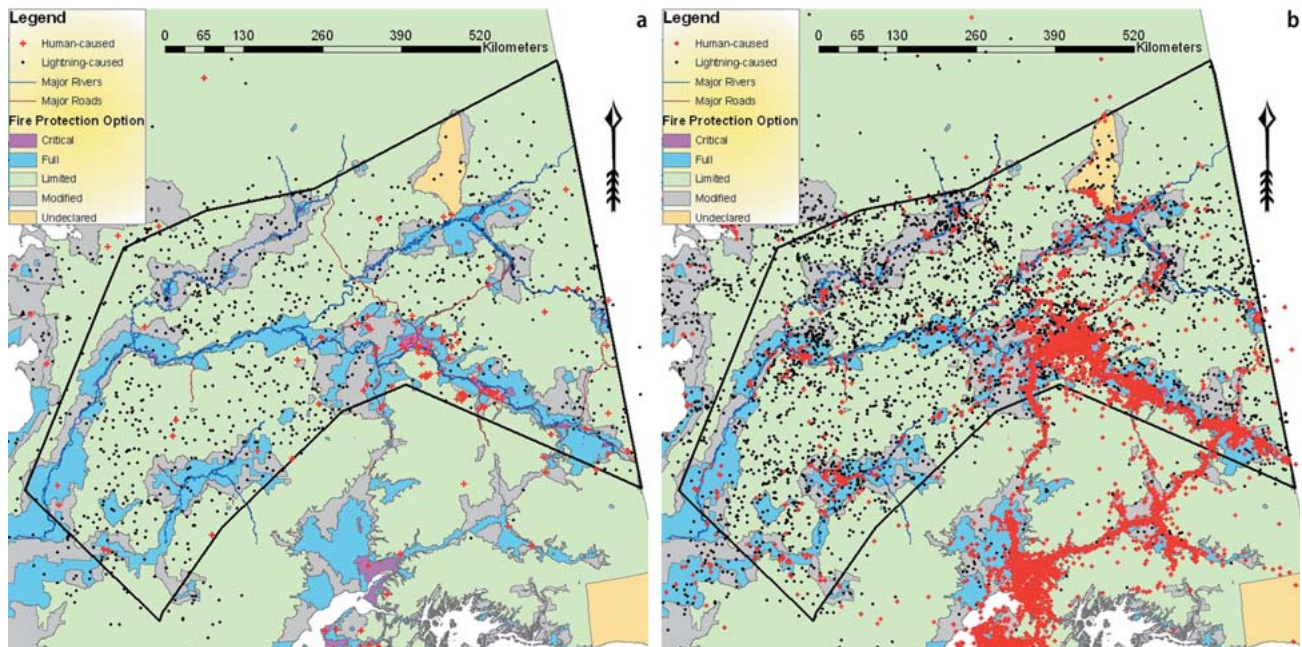 Legend
Human-caused
Lightning-caused
Major Rivers
Major Roads
Fire Protection Option
Critical
Full
Limited
Modified
Undeclared
0 65 130 260 390 520
Kilometers
a
Legend
Human-caused
Lightning-caused
Major Rivers
Major Roads
Fire Protection Option
Critical
Full
Limited
Modified
Undeclared
0 65 130 260 390 520
Kilometers
b